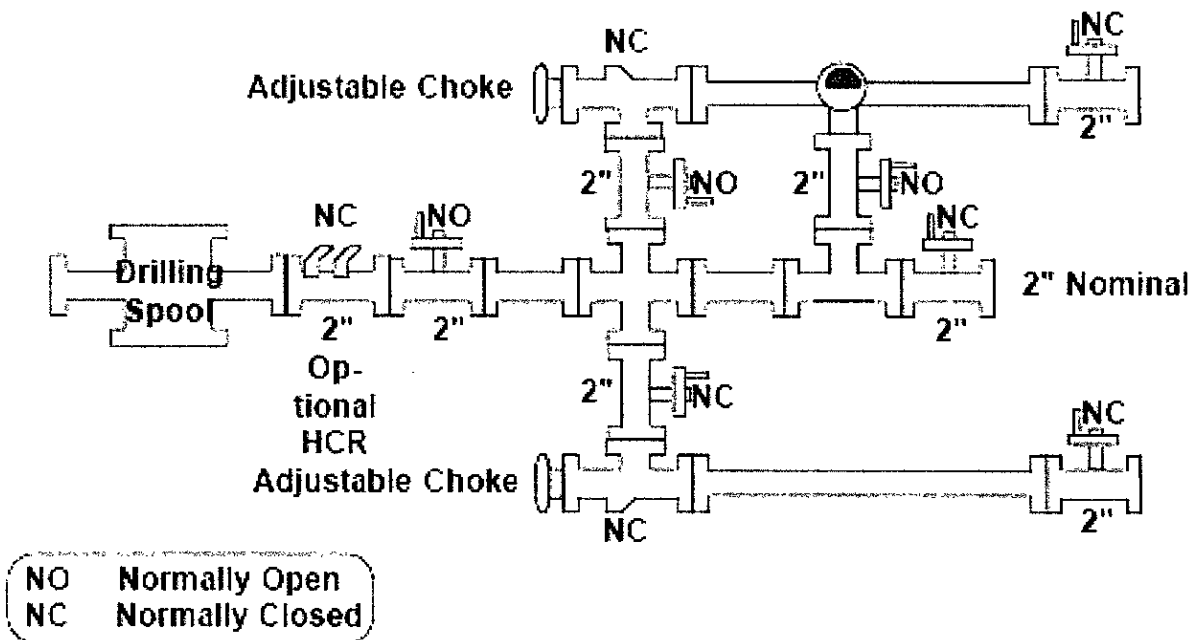 NC
NC
Adjustable Choke
2"
2"
NO
2"
NO
NC
NO
NC
Drilling
Spool
2" Nominal
2"
2"
2"
Op-
tional
HCR
2"
NC
NC
Adjustable Choke
NC
2"
NO Normally Open
NC Normally Closed